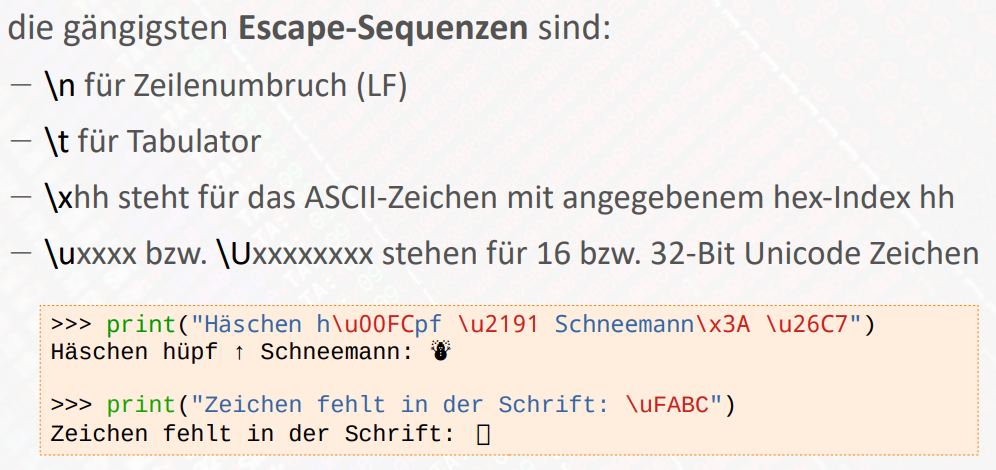 die gängigsten Escape-Sequenzen sind:
– \n für Zeilenumbruch (LF)
– \t für Tabulator
– \xhh steht für das ASCII-Zeichen mit angegebenem hex-Index hh
– \uxxxx bzw. \Uxxxxxxxx stehen für 16 bzw. 32-Bit Unicode Zeichen
>>> print("Häschen h\u00FCpf \u2191 Schneemann\x3A \u26C7")
Häschen hüpf ↑ Schneemann: ⛇
>>> print("Zeichen fehlt in der Schrift: \uFABC")
Zeichen fehlt in der Schrift: ▯